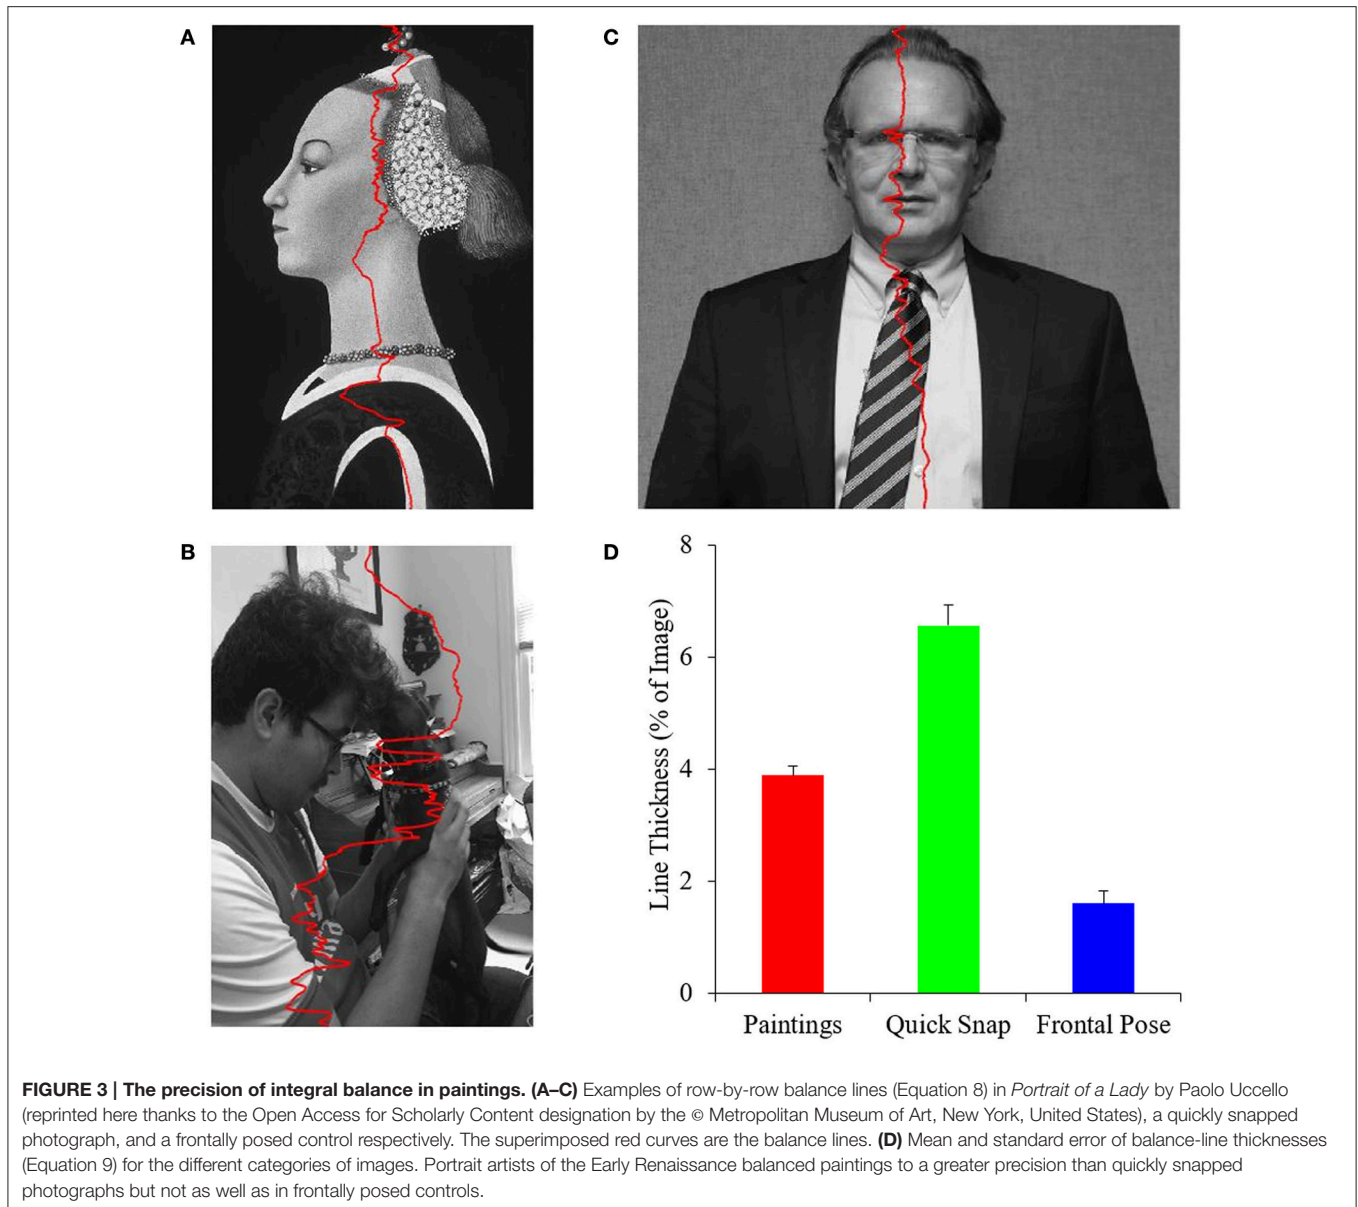 A
C
B
D
8
6
4
2
0
Line Thickness (% of Image)
Paintings
Quick Snap
Frontal Pose
FIGURE 3 | The precision of integral balance in paintings. (A–C) Examples of row-by-row balance lines (Equation 8) in Portrait of a Lady by Paolo Uccello
(reprinted here thanks to the Open Access for Scholarly Content designation by the © Metropolitan Museum of Art, New York, United States), a quickly snapped
photograph, and a frontally posed control respectively. The superimposed red curves are the balance lines. (D) Mean and standard error of balance-line thicknesses
(Equation 9) for the different categories of images. Portrait artists of the Early Renaissance balanced paintings to a greater precision than quickly snapped
photographs but not as well as in frontally posed controls.